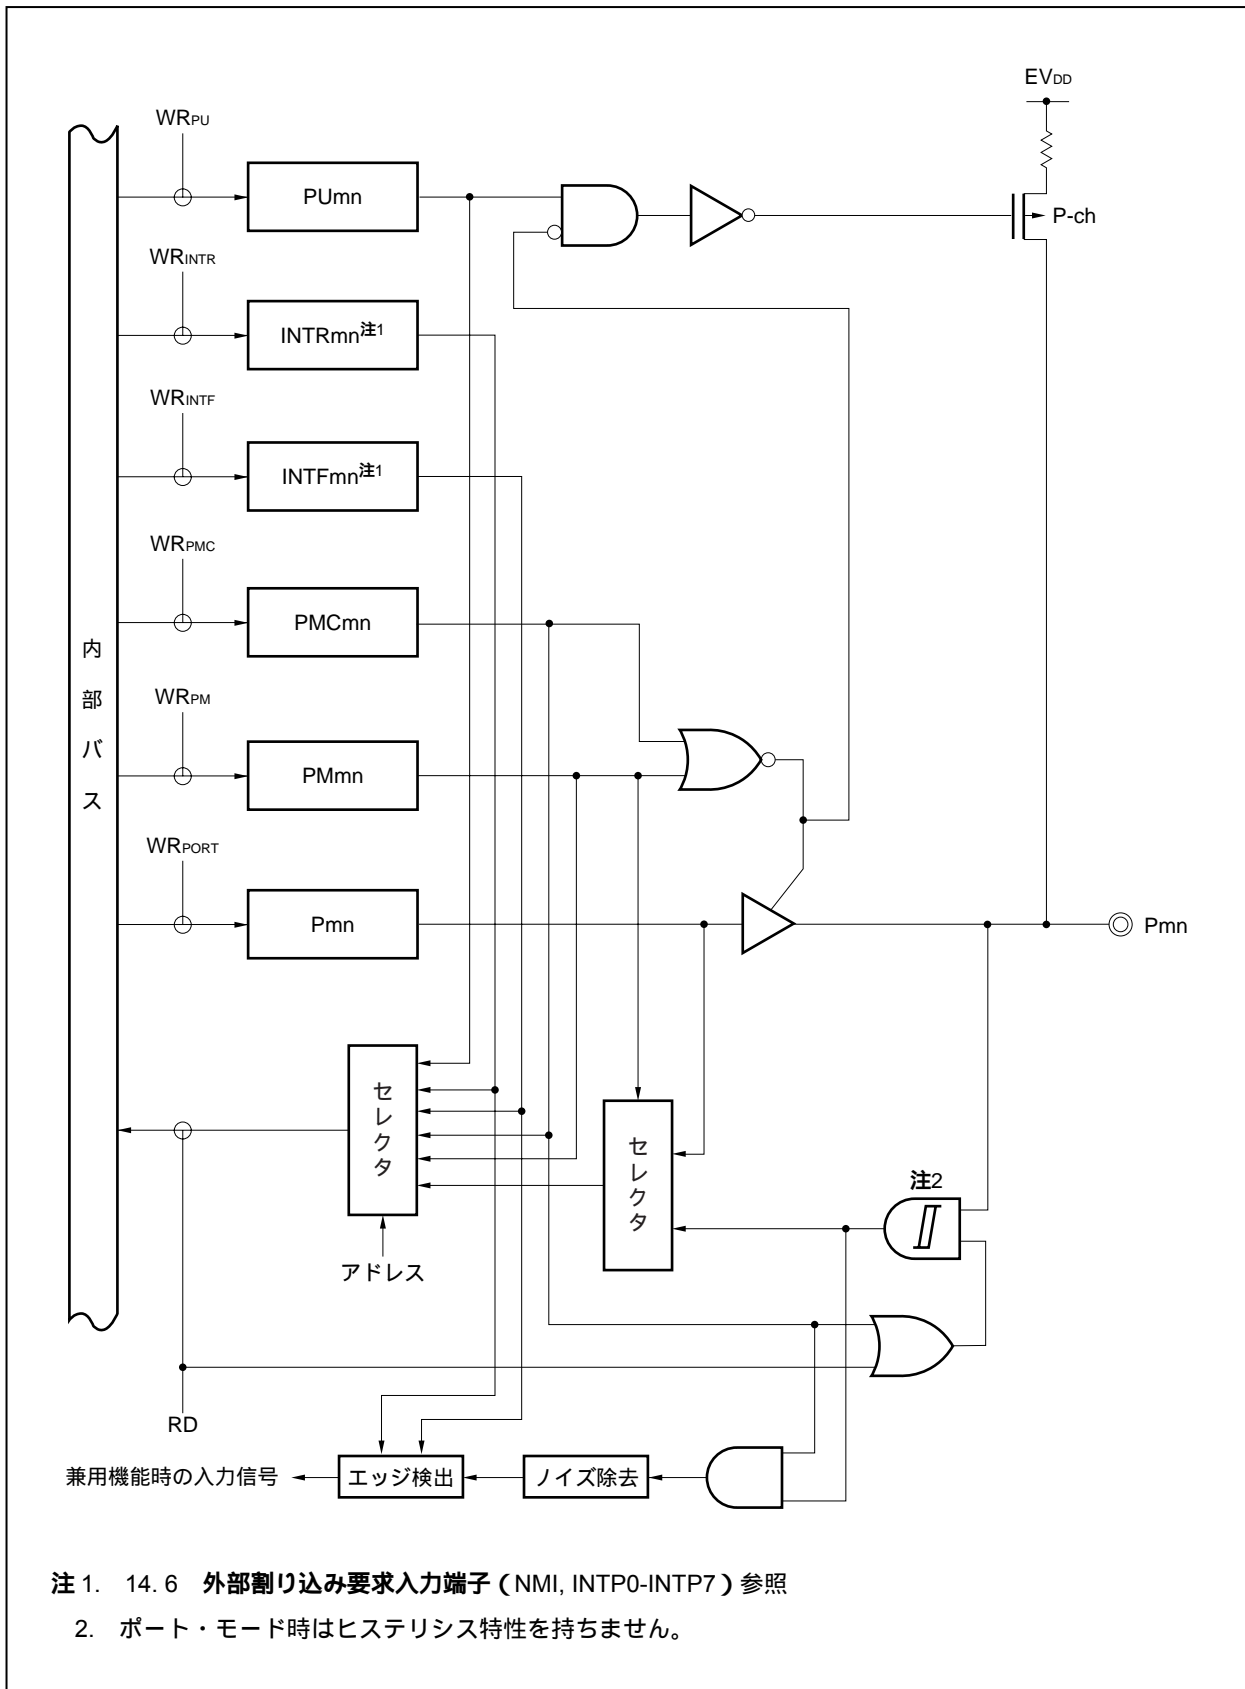 EVDD
WRPU
PUmn
P-ch
WRINTR
INTRmn注1
WRINTF
INTFmn注1
WRPMC
PMCmn
内部バス
WRPM
PMmn
WRPORT
Pmn
Pmn
セレクタ
セレクタ
注2
アドレス
RD
兼用機能時の入力信号
エッジ検出
ノイズ除去
注1. 14. 6 外部割り込み要求入力端子（NMI, INTP0-INTP7）参照
2. ポート・モード時はヒステリシス特性を持ちません。